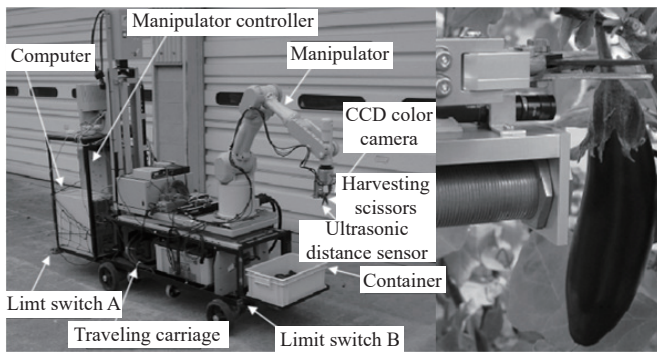 Manipulator controller
Computer
Manipulator
CCD color
camera
Harvesting
scissors
Ultrasonic
distance sensor
Container
Limt switch A
Traveling carriage
Limit switch B